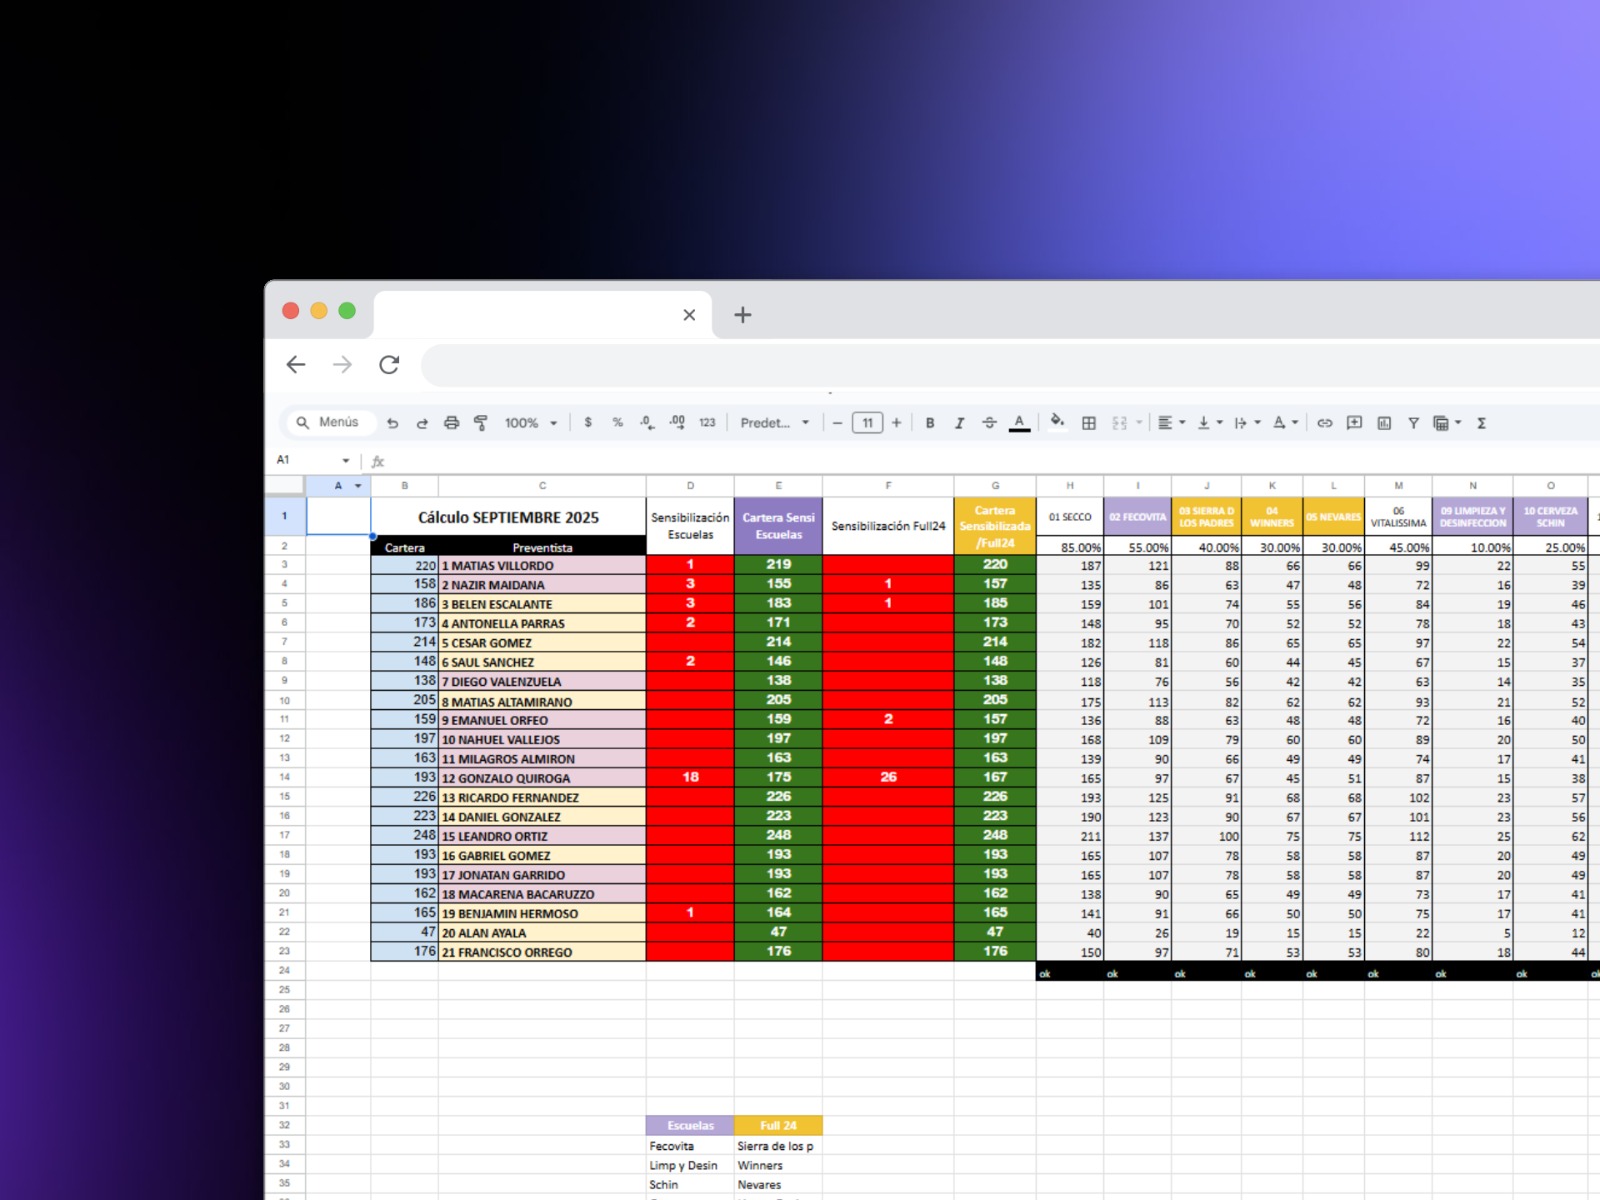 Menús 100% $ % .0 .00 123 Predet... 11 B I A Σ
A1 fx
A B C D E F G H I J K L M N O
1 Cálculo SEPTIEMBRE 2025 Sensibilización Escuelas Cartera Sensi Escuelas Sensibilización Full24 Cartera Sensibilizada /Full24 01 SECCO 02 FECOVITA 03 SIERRA D LOS PADRES 04 WINNERS 05 NEVARES 06 VITALISSIMA 09 LIMPIEZA Y DESINFECCION 10 CERVEZA SCHIN
2 Cartera Preventista 85.00% 55.00% 40.00% 30.00% 30.00% 45.00% 10.00% 25.00%
3 220 1 MATIAS VILLORDO 1 219 220 187 121 88 66 66 99 22 55
4 158 2 NAZIR MAIDANA 3 155 1 157 135 86 63 47 48 72 16 39
5 186 3 BELEN ESCALANTE 3 183 1 185 159 101 74 55 56 84 19 46
6 173 4 ANTONELLA PARRAS 2 171 173 148 95 70 52 52 78 18 43
7 214 5 CESAR GOMEZ 214 214 182 118 86 65 65 97 22 54
8 148 6 SAUL SANCHEZ 2 146 148 126 81 60 44 45 67 15 37
9 138 7 DIEGO VALENZUELA 138 138 118 76 56 42 42 63 14 35
10 205 8 MATIAS ALTAMIRANO 205 205 175 113 82 62 62 93 21 52
11 159 9 EMANUEL ORFEO 159 2 157 136 88 63 48 48 72 16 40
12 197 10 NAHUEL VALLEJOS 197 197 168 109 79 60 60 89 20 50
13 163 11 MILAGROS ALMIRON 163 163 139 90 66 49 49 74 17 41
14 193 12 GONZALO QUIROGA 18 175 26 167 165 97 67 45 51 87 15 38
15 226 13 RICARDO FERNANDEZ 226 226 193 125 91 68 68 102 23 57
16 223 14 DANIEL GONZALEZ 223 223 190 123 90 67 67 101 23 56
17 248 15 LEANDRO ORTIZ 248 248 211 137 100 75 75 112 25 62
18 193 16 GABRIEL GOMEZ 193 193 165 107 78 58 58 87 20 49
19 193 17 JONATAN GARRIDO 193 193 165 107 78 58 58 87 20 49
20 162 18 MACARENA BACARUZZO 162 162 138 90 65 49 49 73 17 41
21 165 19 BENJAMIN HERMOSO 1 164 165 141 91 66 50 50 75 17 41
22 47 20 ALAN AYALA 47 47 40 26 19 15 15 22 5 12
23 176 21 FRANCISCO ORREGO 176 176 150 97 71 53 53 80 18 44
24 ok ok ok ok ok ok ok ok
25
26
27
28
29
30
31
32 Escuelas Full 24
33 Fecovita Sierra de los p
34 Limp y Desin Winners
35 Schin Nevares